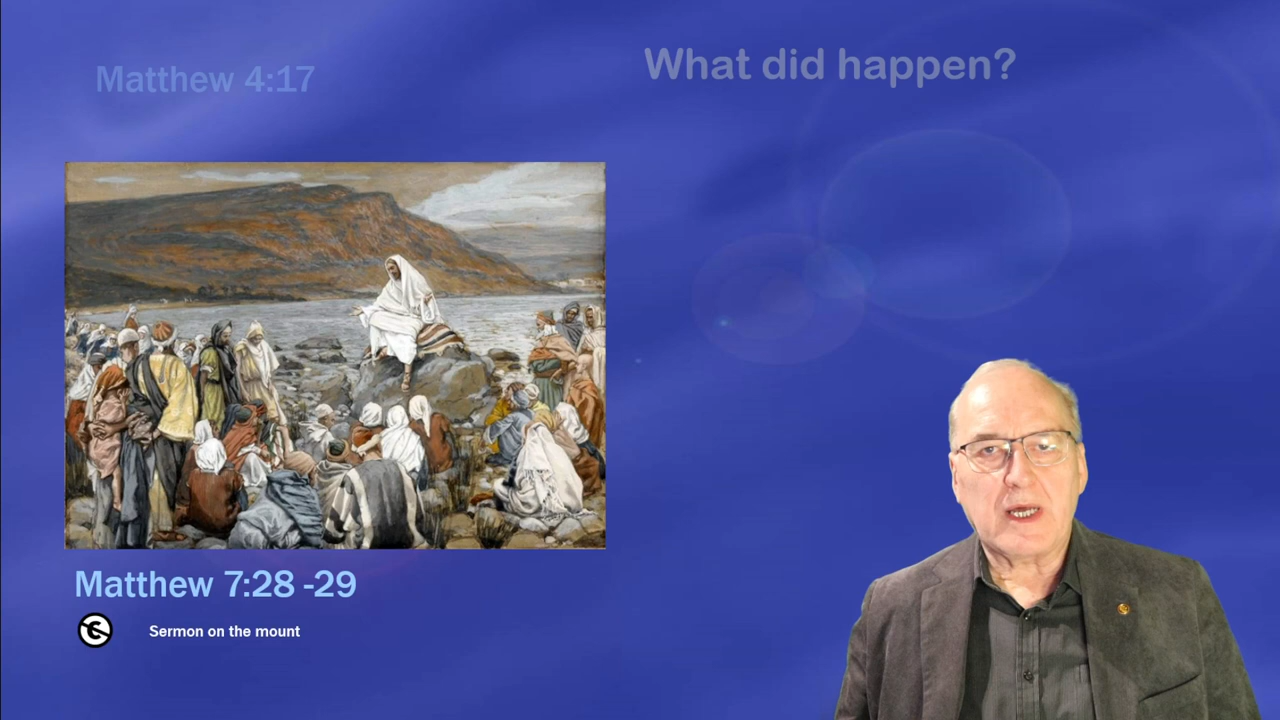 Matthew 4:17
What did happen?
Matthew 7:28 -29
Sermon on the mount